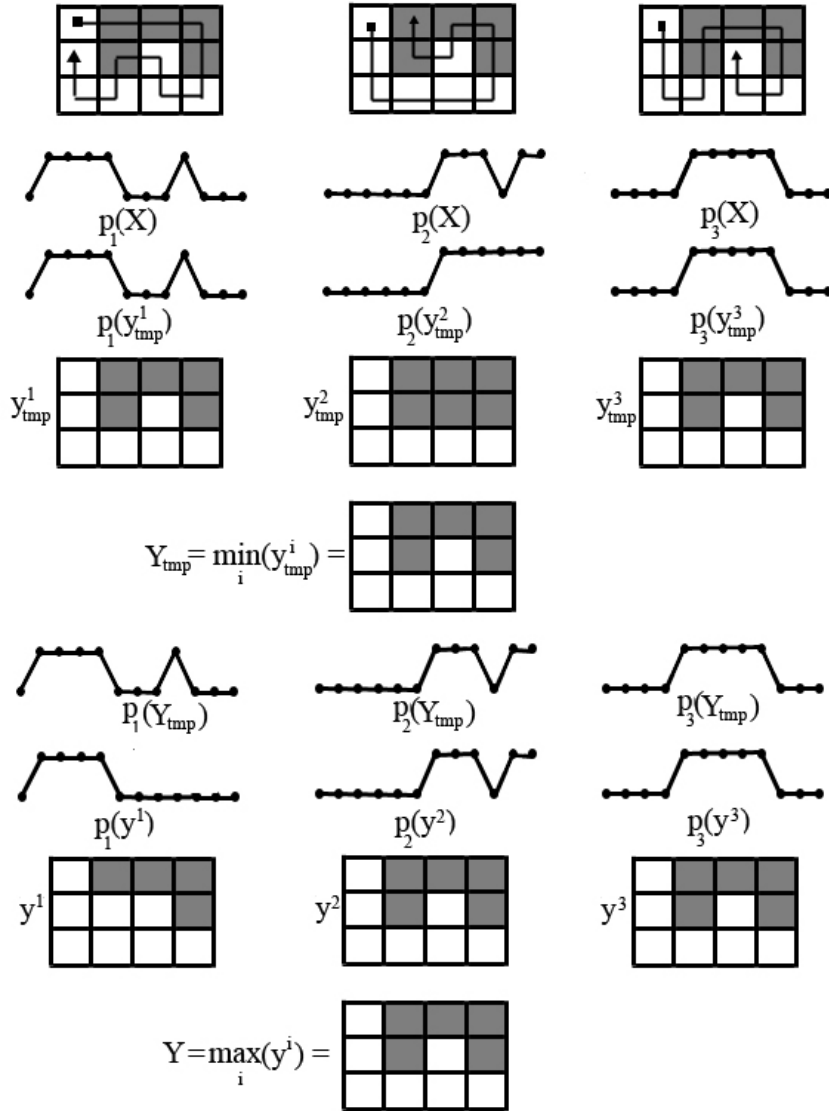 p₁(X) p₂(X) p₃(X)
p₁(y¹tmp) p₂(y²tmp) p₃(y³tmp)
y¹tmp y²tmp y³tmp
Ytmp= min(yⁱtmp) =
i
p₁(Ytmp) p₂(Ytmp) p₃(Ytmp)
p₁(y¹) p₂(y²) p₃(y³)
y¹ y² y³
Y=max(yⁱ) =
i